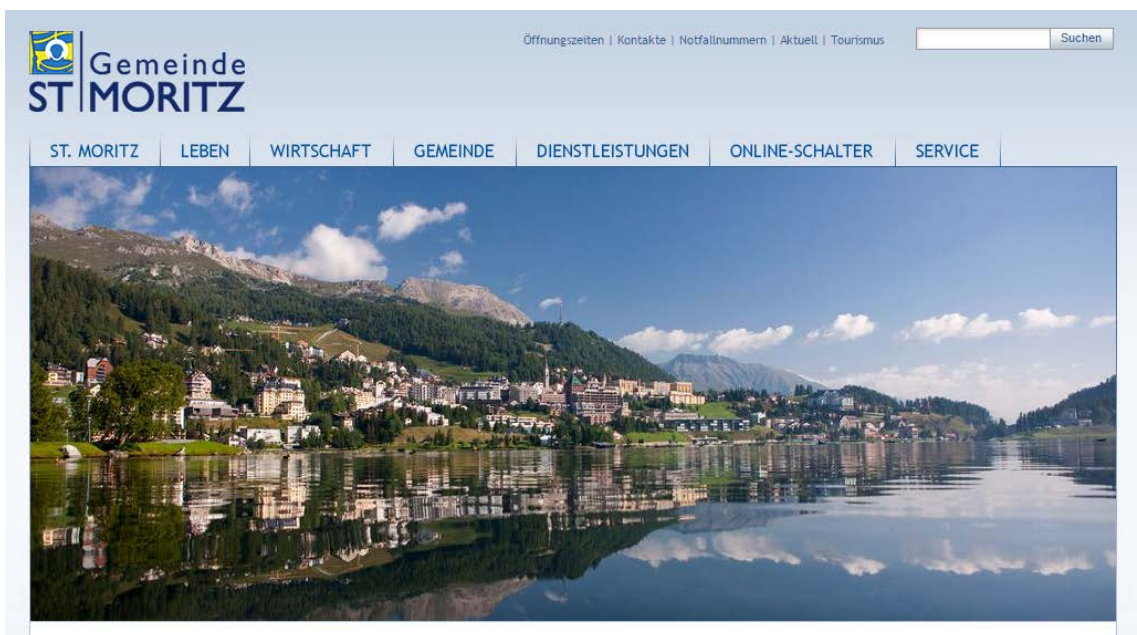 Gemeinde
ST MORITZ
Öffnungszeiten | Kontakte | Notfallnummern | Aktuell | Tourismus
Suchen
ST. MORITZ LEBEN WIRTSCHAFT GEMEINDE DIENSTLEISTUNGEN ONLINE-SCHALTER SERVICE